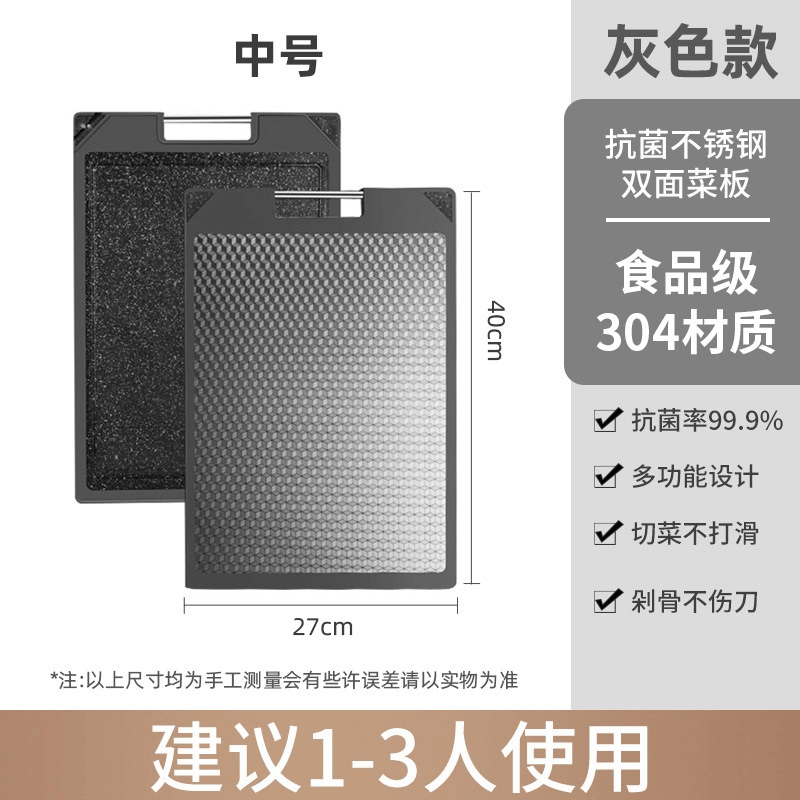 中号
灰色款
抗菌不锈钢
双面菜板
食品级
304材质
40cm
抗菌率99.9%
多功能设计
切菜不打滑
剁骨不伤刀
27cm
*注:以上尺寸均为手工测量会有些许误差请以实物为准
建议1-3人使用